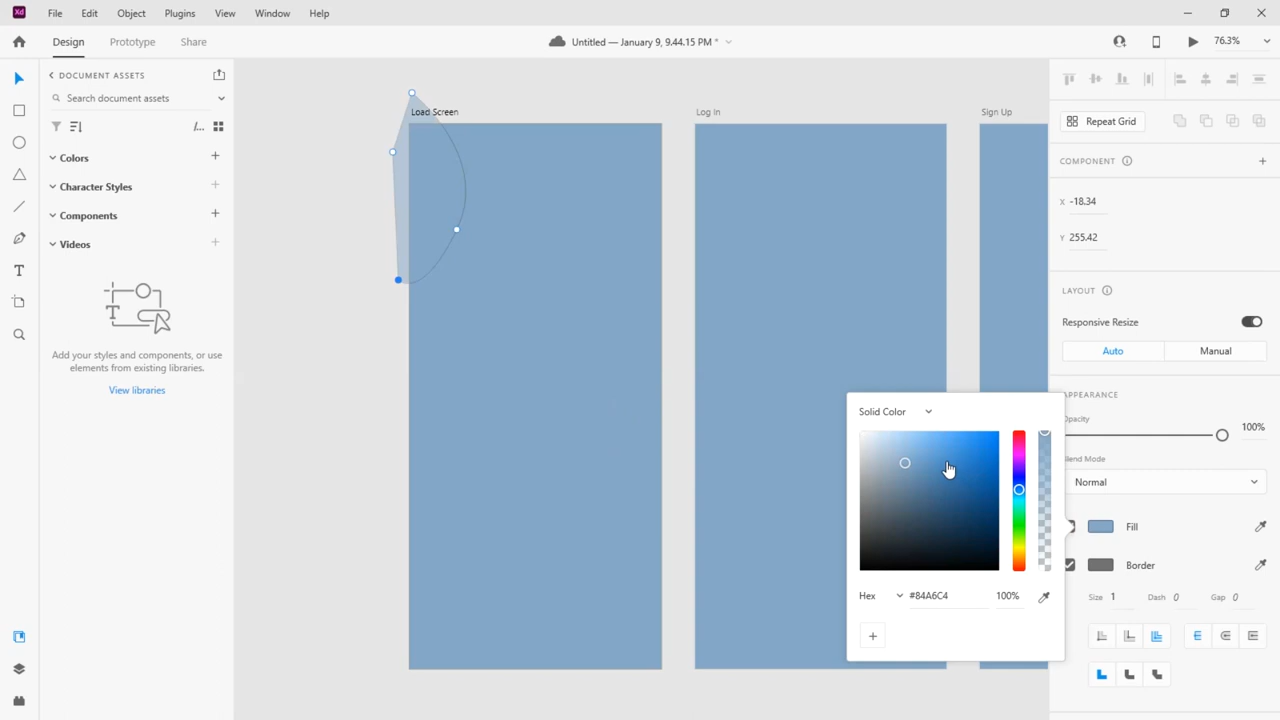 Xd File Edit Object Plugins View Window Help
Design Prototype Share
Untitled — January 9, 9.44.15 PM *
76.3%
DOCUMENT ASSETS
Search document assets
Colors
Character Styles
Components
Videos
Add your styles and components, or use
elements from existing libraries.
View libraries
Load Screen
Log In
Sign Up
Repeat Grid
COMPONENT
X -18.34
Y 255.42
LAYOUT
Responsive Resize
Auto Manual
APPEARANCE
Opacity
100%
Blend Mode
Normal
Fill
Border
Size 1 Dash 0 Gap 0
Solid Color
Hex #84A6C4 100%